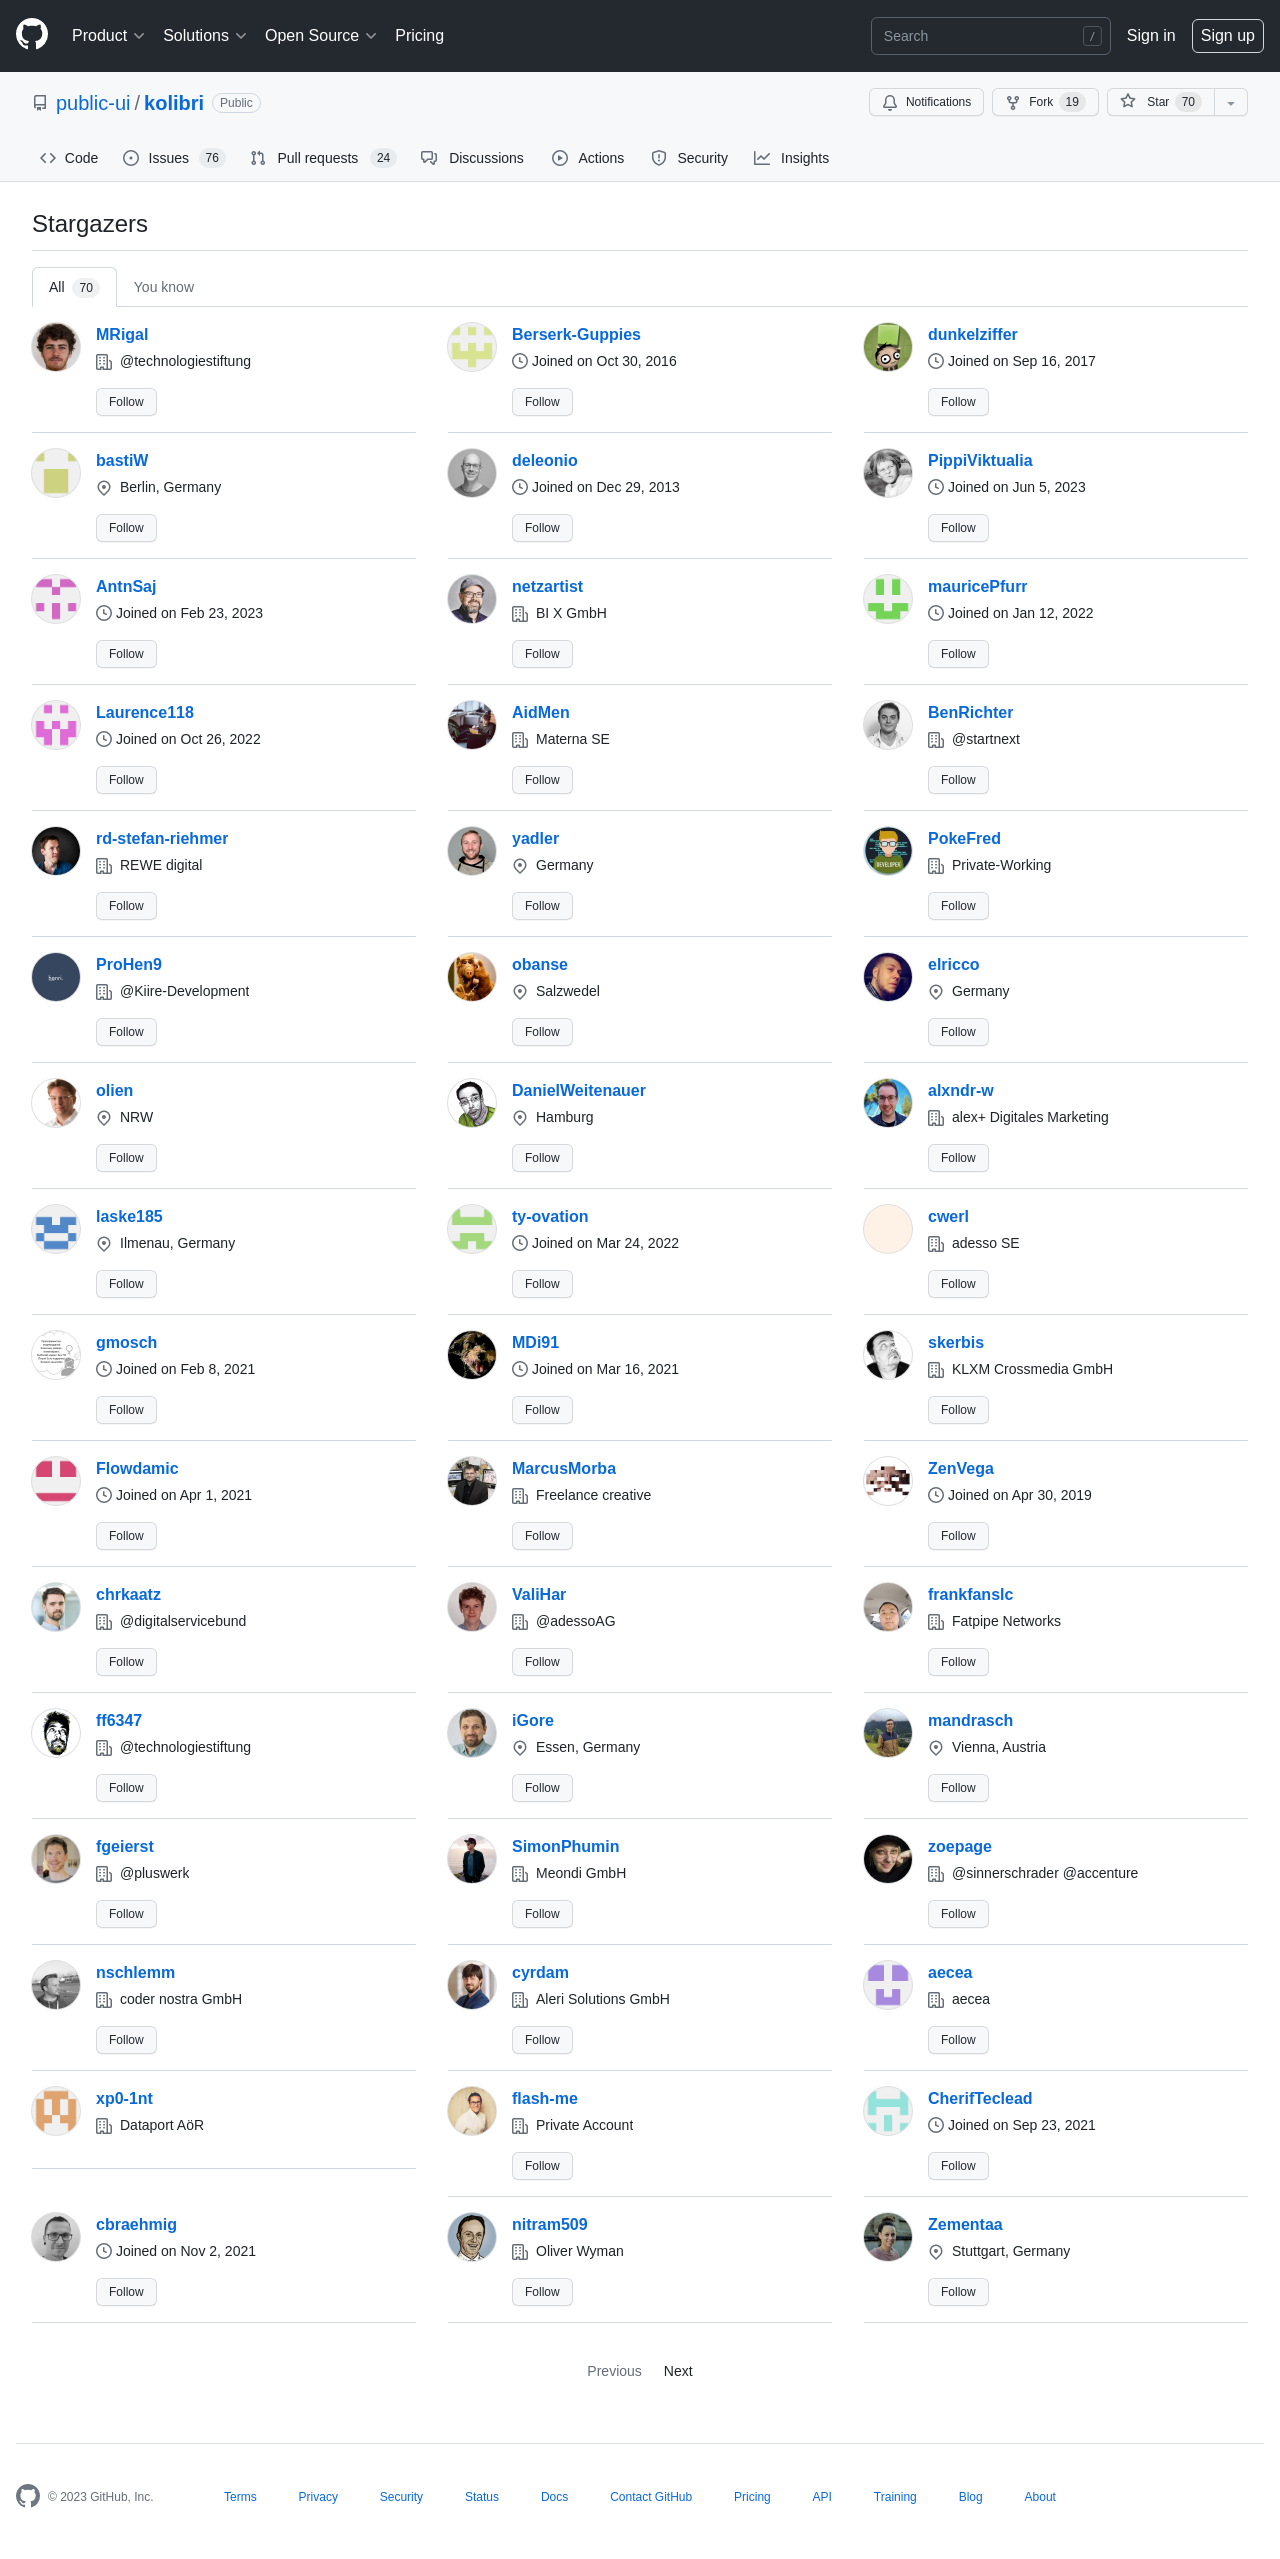 Product Solutions Open Source Pricing Search / Sign in Sign up
public-ui / kolibri Public Notifications Fork 19 Star 70
Code Issues 76 Pull requests 24 Discussions Actions Security Insights
Stargazers
All 70 You know
MRigal Berserk-Guppies dunkelziffer
@technologiestiftung Joined on Oct 30, 2016 Joined on Sep 16, 2017
Follow Follow Follow
bastiW deleonio PippiViktualia
Berlin, Germany Joined on Dec 29, 2013 Joined on Jun 5, 2023
Follow Follow Follow
AntnSaj netzartist mauricePfurr
Joined on Feb 23, 2023 BI X GmbH Joined on Jan 12, 2022
Follow Follow Follow
Laurence118 AidMen BenRichter
Joined on Oct 26, 2022 Materna SE @startnext
Follow Follow Follow
rd-stefan-riehmer yadler PokeFred
REWE digital Germany Private-Working
Follow Follow Follow
ProHen9 obanse elricco
@Kiire-Development Salzwedel Germany
Follow Follow Follow
olien DanielWeitenauer alxndr-w
NRW Hamburg alex+ Digitales Marketing
Follow Follow Follow
laske185 ty-ovation cwerl
Ilmenau, Germany Joined on Mar 24, 2022 adesso SE
Follow Follow Follow
gmosch MDi91 skerbis
Joined on Feb 8, 2021 Joined on Mar 16, 2021 KLXM Crossmedia GmbH
Follow Follow Follow
Flowdamic MarcusMorba ZenVega
Joined on Apr 1, 2021 Freelance creative Joined on Apr 30, 2019
Follow Follow Follow
chrkaatz ValiHar frankfanslc
@digitalservicebund @adessoAG Fatpipe Networks
Follow Follow Follow
ff6347 iGore mandrasch
@technologiestiftung Essen, Germany Vienna, Austria
Follow Follow Follow
fgeierst SimonPhumin zoepage
@pluswerk Meondi GmbH @sinnerschrader @accenture
Follow Follow Follow
nschlemm cyrdam aecea
coder nostra GmbH Aleri Solutions GmbH aecea
Follow Follow Follow
xp0-1nt flash-me CherifTeclead
Dataport AöR Private Account Joined on Sep 23, 2021
Follow Follow
cbraehmig nitram509 Zementaa
Joined on Nov 2, 2021 Oliver Wyman Stuttgart, Germany
Follow Follow Follow
Previous Next
© 2023 GitHub, Inc. Terms Privacy Security Status Docs Contact GitHub Pricing API Training Blog About